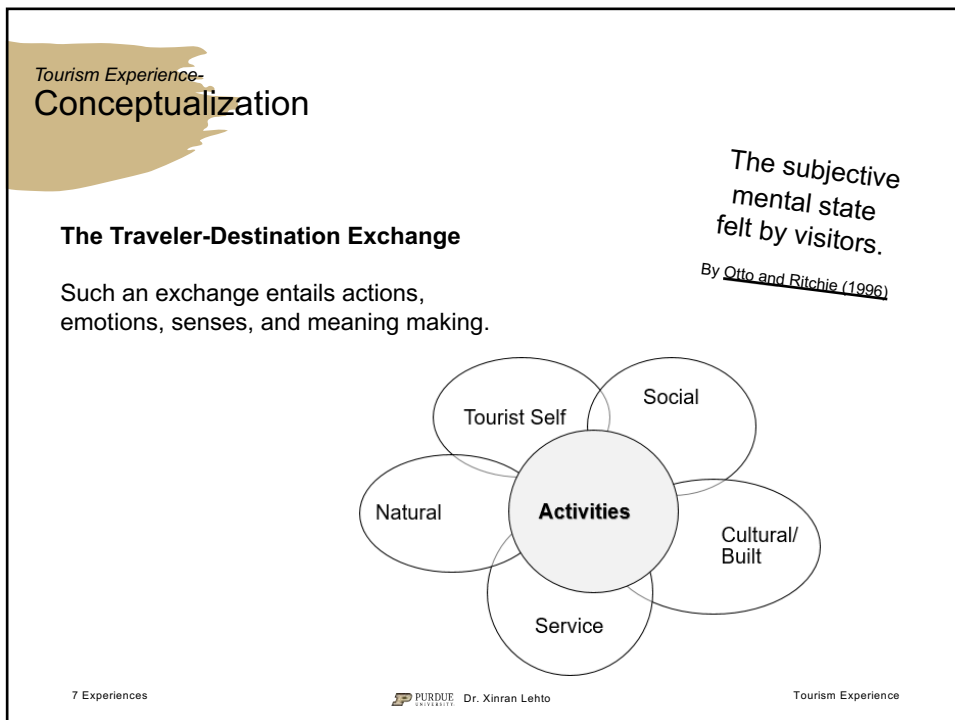 Tourism Experience-
Conceptualization
The subjective
mental state
felt by visitors.
By Otto and Ritchie (1996)
The Traveler-Destination Exchange
Such an exchange entails actions,
emotions, senses, and meaning making.
Tourist Self
Social
Natural
Activities
Cultural/
Built
Service
7 Experiences
PURDUE
UNIVERSITY
Dr. Xinran Lehto
Tourism Experience